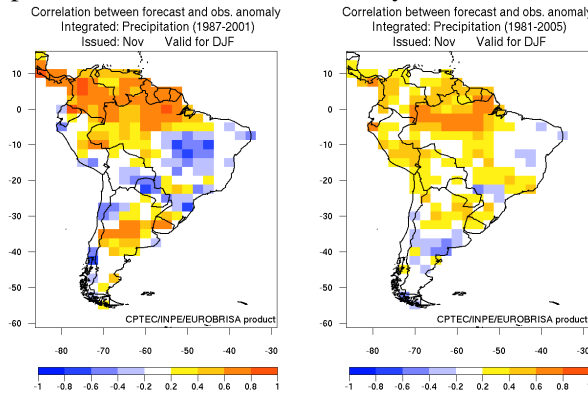 Correlation between forecast and obs. anomaly
Integrated: Precipitation (1987-2001)
Issued: Nov Valid for DJF
10
0
-10
-20
-30
-40
-50
-60
CPTEC/INPE/EUROBRISA product
-80 -70 -60 -50 -40 -30
-1 -0.8 -0.6 -0.4 -0.2 0.2 0.4 0.6 0.8 1
Correlation between forecast and obs. anomaly
Integrated: Precipitation (1981-2005)
Issued: Nov Valid for DJF
10
0
-10
-20
-30
-40
-50
-60
CPTEC/INPE/EUROBRISA product
-80 -70 -60 -50 -40 -30
-1 -0.8 -0.6 -0.4 -0.2 0.2 0.4 0.6 0.8